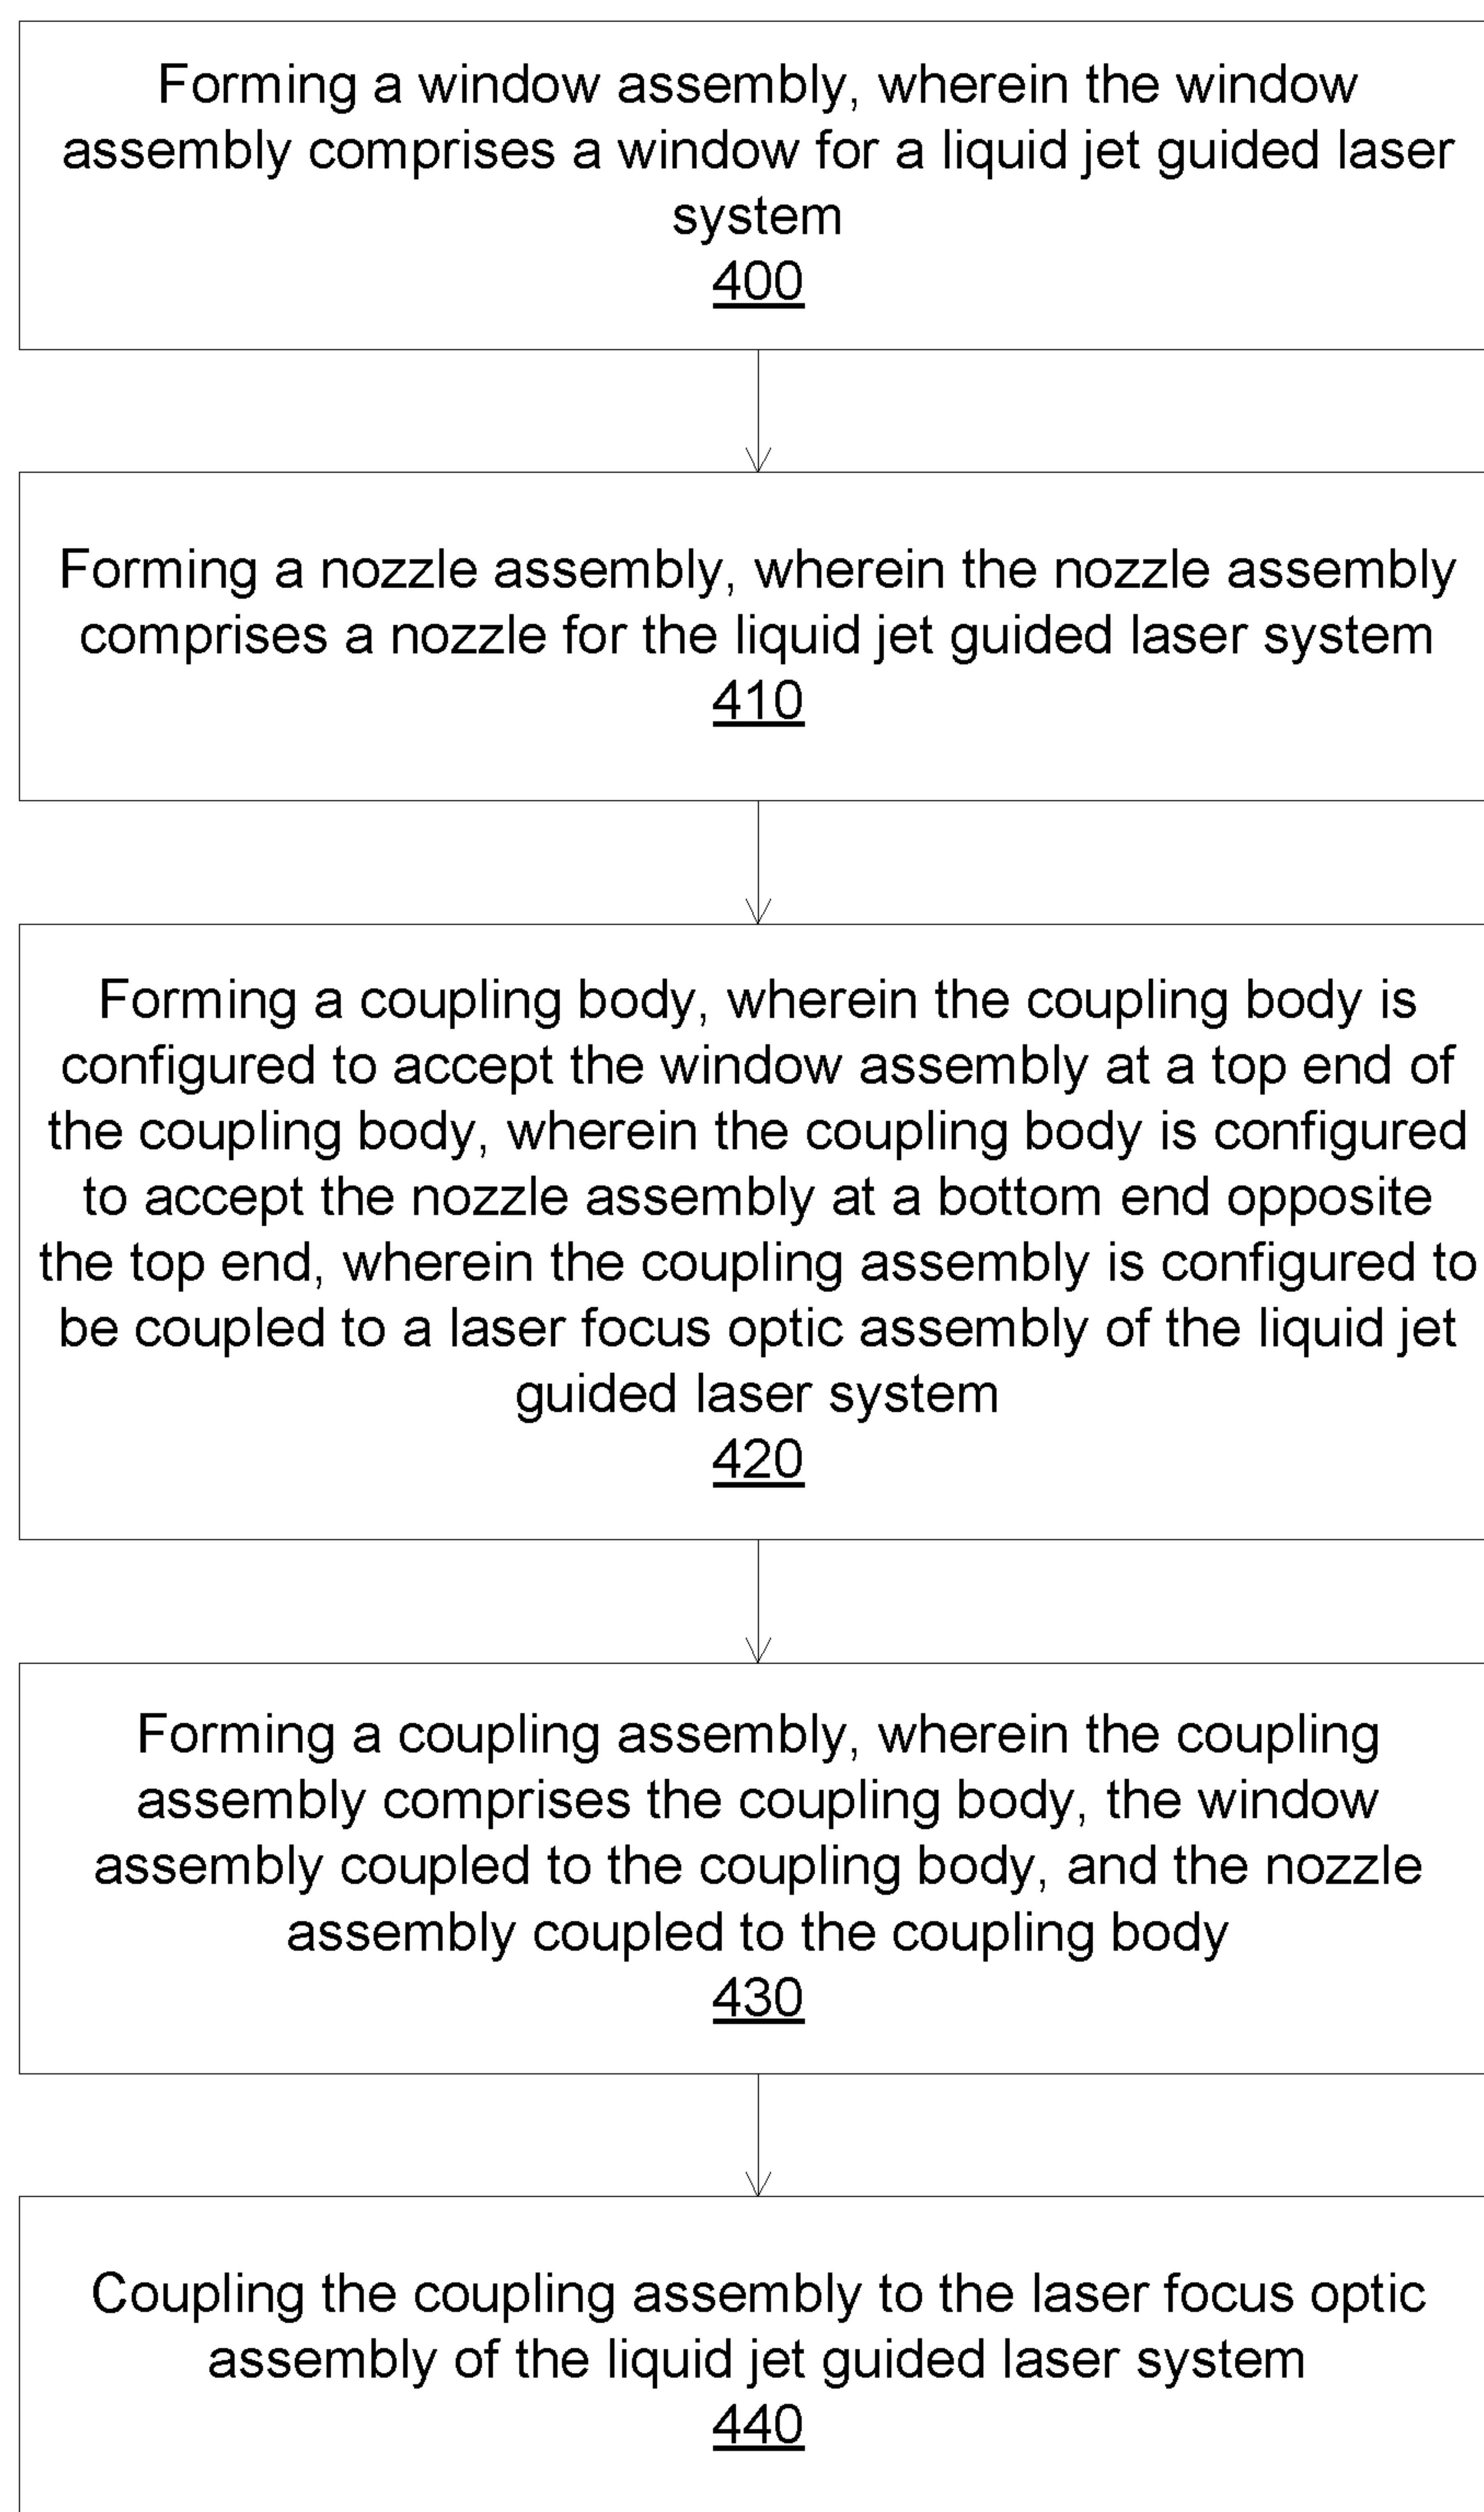 Forming a window assembly, wherein the window
assembly comprises a window for a liquid jet guided laser
system
400
Forming a nozzle assembly, wherein the nozzle assembly
comprises a nozzle for the liquid jet guided laser system
410
Forming a coupling body, wherein the coupling body is
configured to accept the window assembly at a top end of
the coupling body, wherein the coupling body is configured
to accept the nozzle assembly at a bottom end opposite
the top end, wherein the coupling assembly is configured to
be coupled to a laser focus optic assembly of the liquid jet
guided laser system
420
Forming a coupling assembly, wherein the coupling
assembly comprises the coupling body, the window
assembly coupled to the coupling body, and the nozzle
assembly coupled to the coupling body
430
Coupling the coupling assembly to the laser focus optic
assembly of the liquid jet guided laser system
440